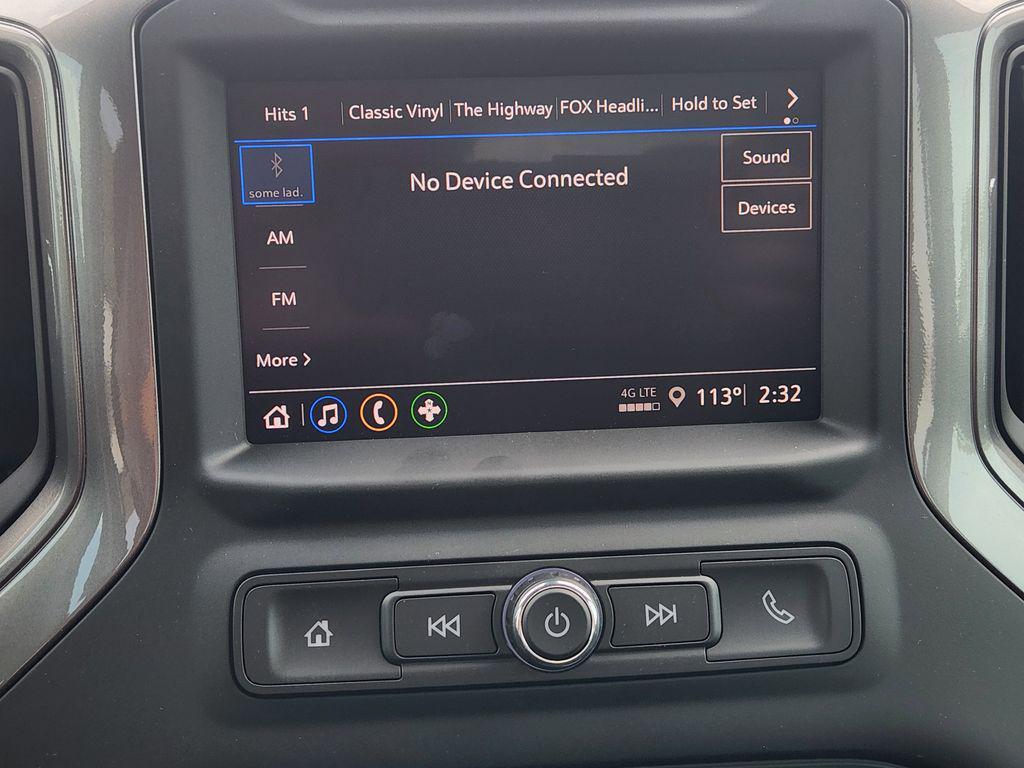 Hits 1 Classic Vinyl The Highway FOX Headli... Hold to Set
some lad.
No Device Connected
Sound
Devices
AM
FM
More
4G LTE 113° 2:32